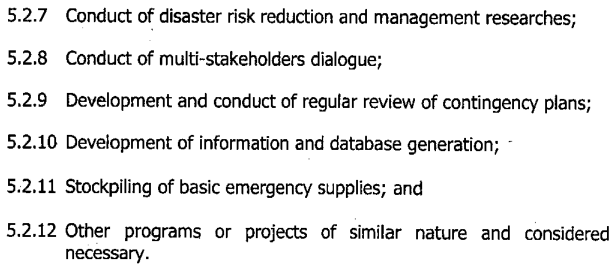 5.2.7 Conduct of disaster risk reduction and management researches;
5.2.8 Conduct of multi-stakeholders dialogue;
5.2.9 Development and conduct of regular review of contingency plans;
5.2.10 Development of information and database generation;
5.2.11 Stockpiling of basic emergency supplies; and
5.2.12 Other programs or projects of similar nature and considered
necessary.